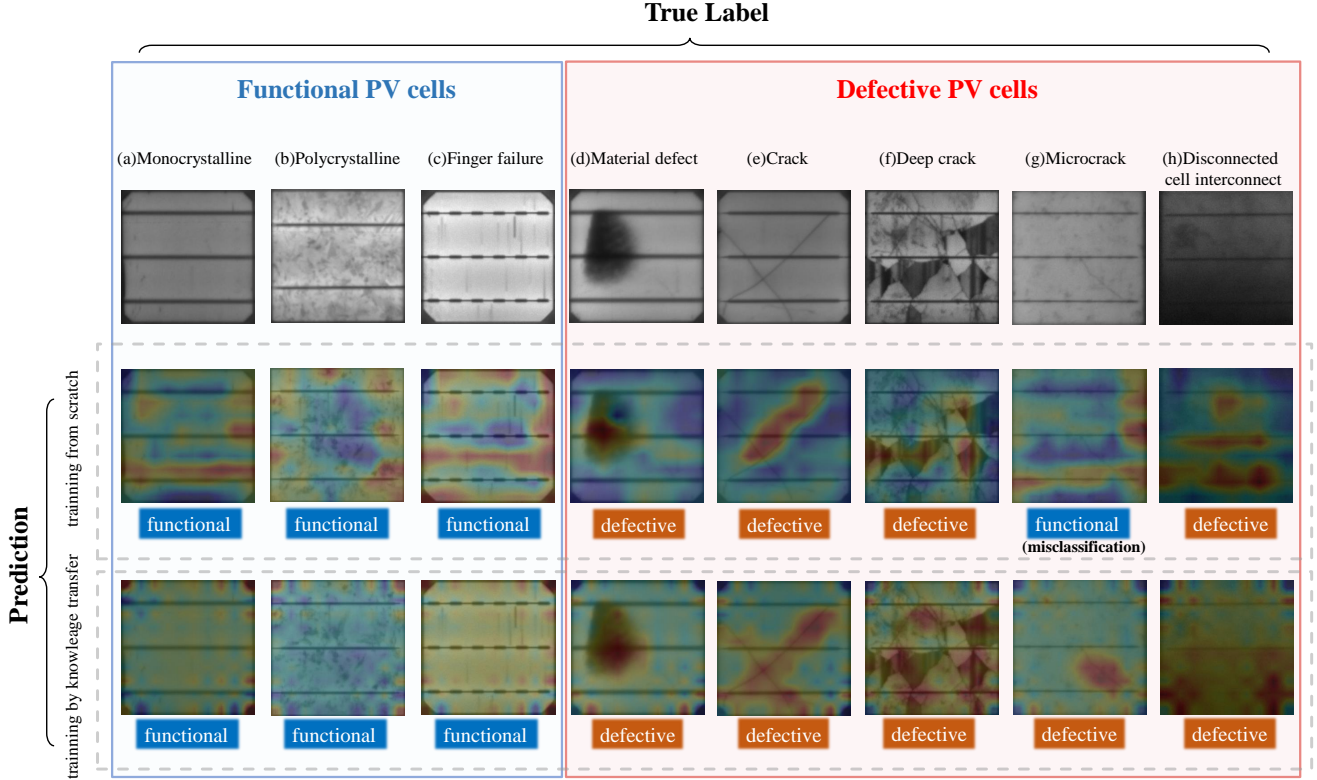 True Label
Functional PV cells
Defective PV cells
(a)Monocrystalline
(b)Polycrystalline
(c)Finger failure
(d)Material defect
(e)Crack
(f)Deep crack
(g)Microcrack
(h)Disconnected
cell interconnect
Prediction
trainning from scratch
functional
functional
functional
defective
defective
defective
functional
(misclassification)
defective
trainning by knowleage transfer
functional
functional
functional
defective
defective
defective
defective
defective